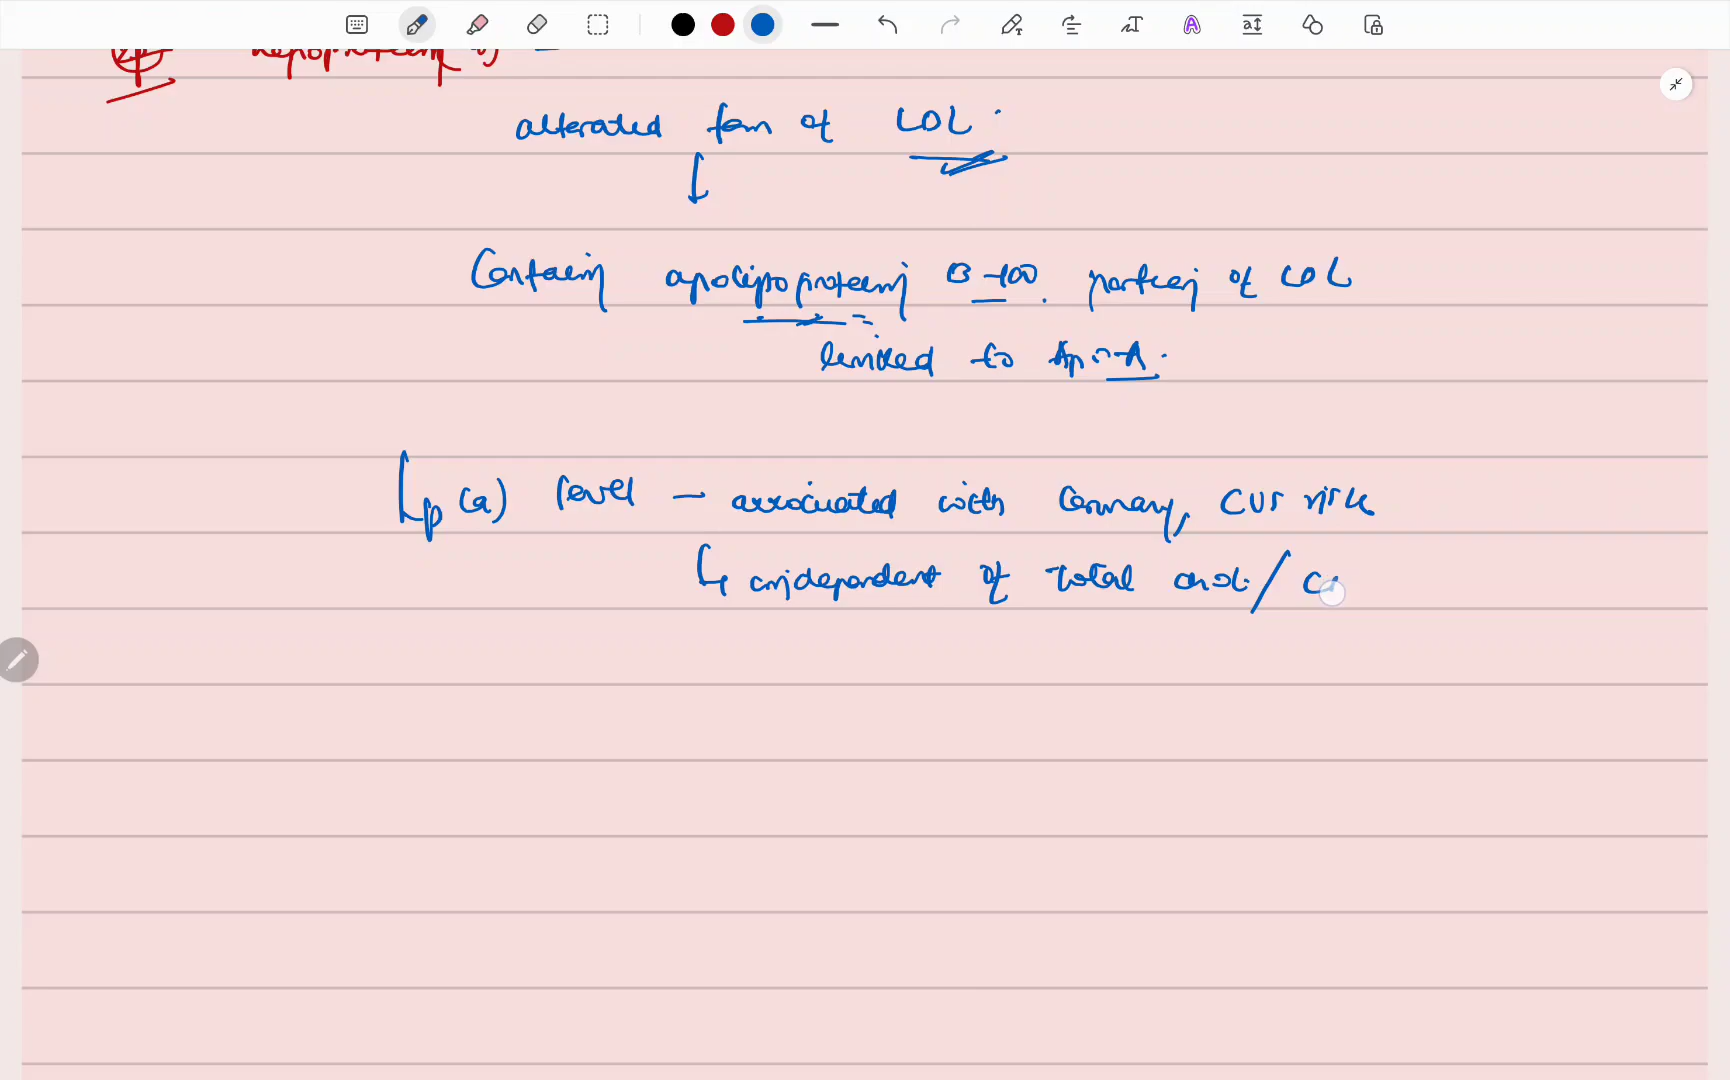 alterated form of LDL.
Containing apolipoprotein B-100. portion of LDL
linked to Apo-A.
Lp(a) level - associated with Coronary, CVS risk
independent of total chol. /